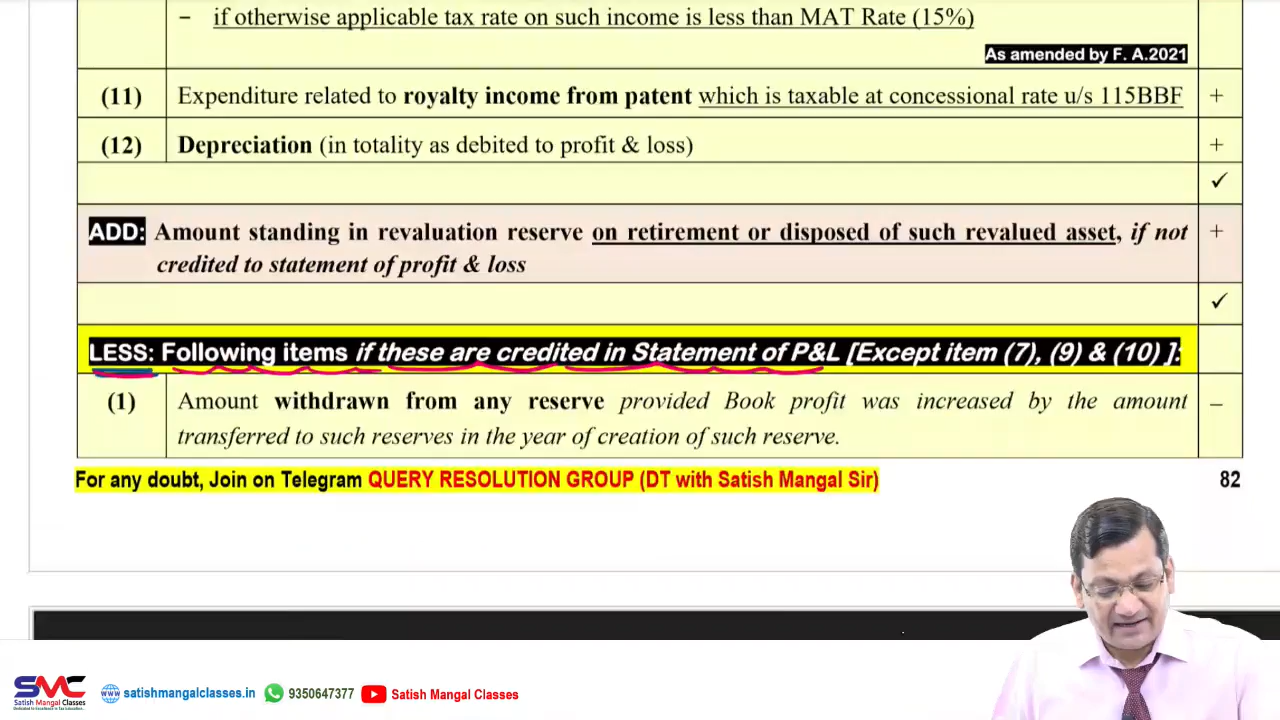 − if otherwise applicable tax rate on such income is less than MAT Rate (15%)
As amended by F. A.2021
(11) Expenditure related to royalty income from patent which is taxable at concessional rate u/s 115BBF +
(12) Depreciation (in totality as debited to profit & loss) +
✓
ADD: Amount standing in revaluation reserve on retirement or disposed of such revalued asset, if not +
credited to statement of profit & loss
✓
LESS: Following items if these are credited in Statement of P&L [Except item (7), (9) & (10) ]:
(1) Amount withdrawn from any reserve provided Book profit was increased by the amount −
transferred to such reserves in the year of creation of such reserve.
For any doubt, Join on Telegram QUERY RESOLUTION GROUP (DT with Satish Mangal Sir) 82
SMC
Satish Mangal Classes
satishmangalclasses.in 9350647377 Satish Mangal Classes